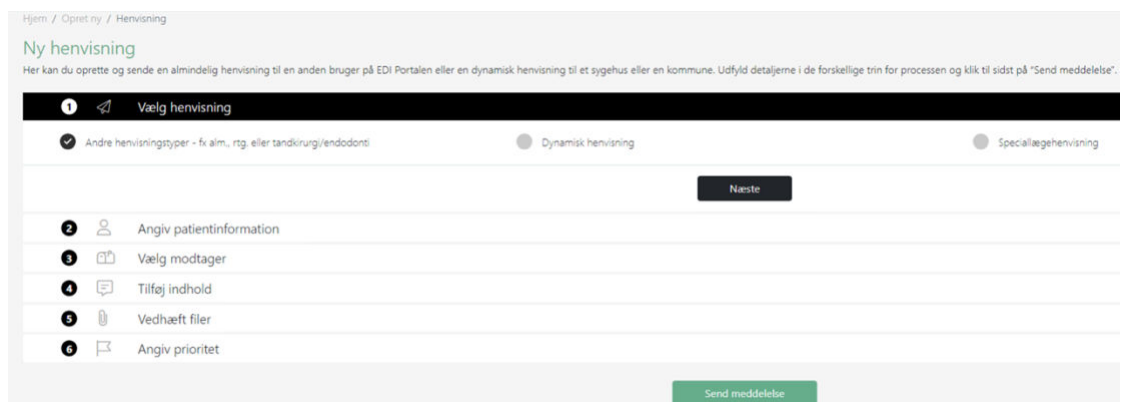 Hjem / Opret ny / Henvisning
Ny henvisning
Her kan du oprette og sende en almindelig henvisning til en anden bruger på EDI Portalen eller en dynamisk henvisning til et sygehus eller en kommune. Udfyld detaljerne i de forskellige trin for processen og klik til sidst på "Send meddelelse".
1 Vælg henvisning
Andre henvisningstyper - fx alm., rtg. eller tandkirurgi/endodonti Dynamisk henvisning Speciallægehenvisning
Næste
2 Angiv patientinformation
3 Vælg modtager
4 Tilføj indhold
5 Vedhæft filer
6 Angiv prioritet
Send meddelelse